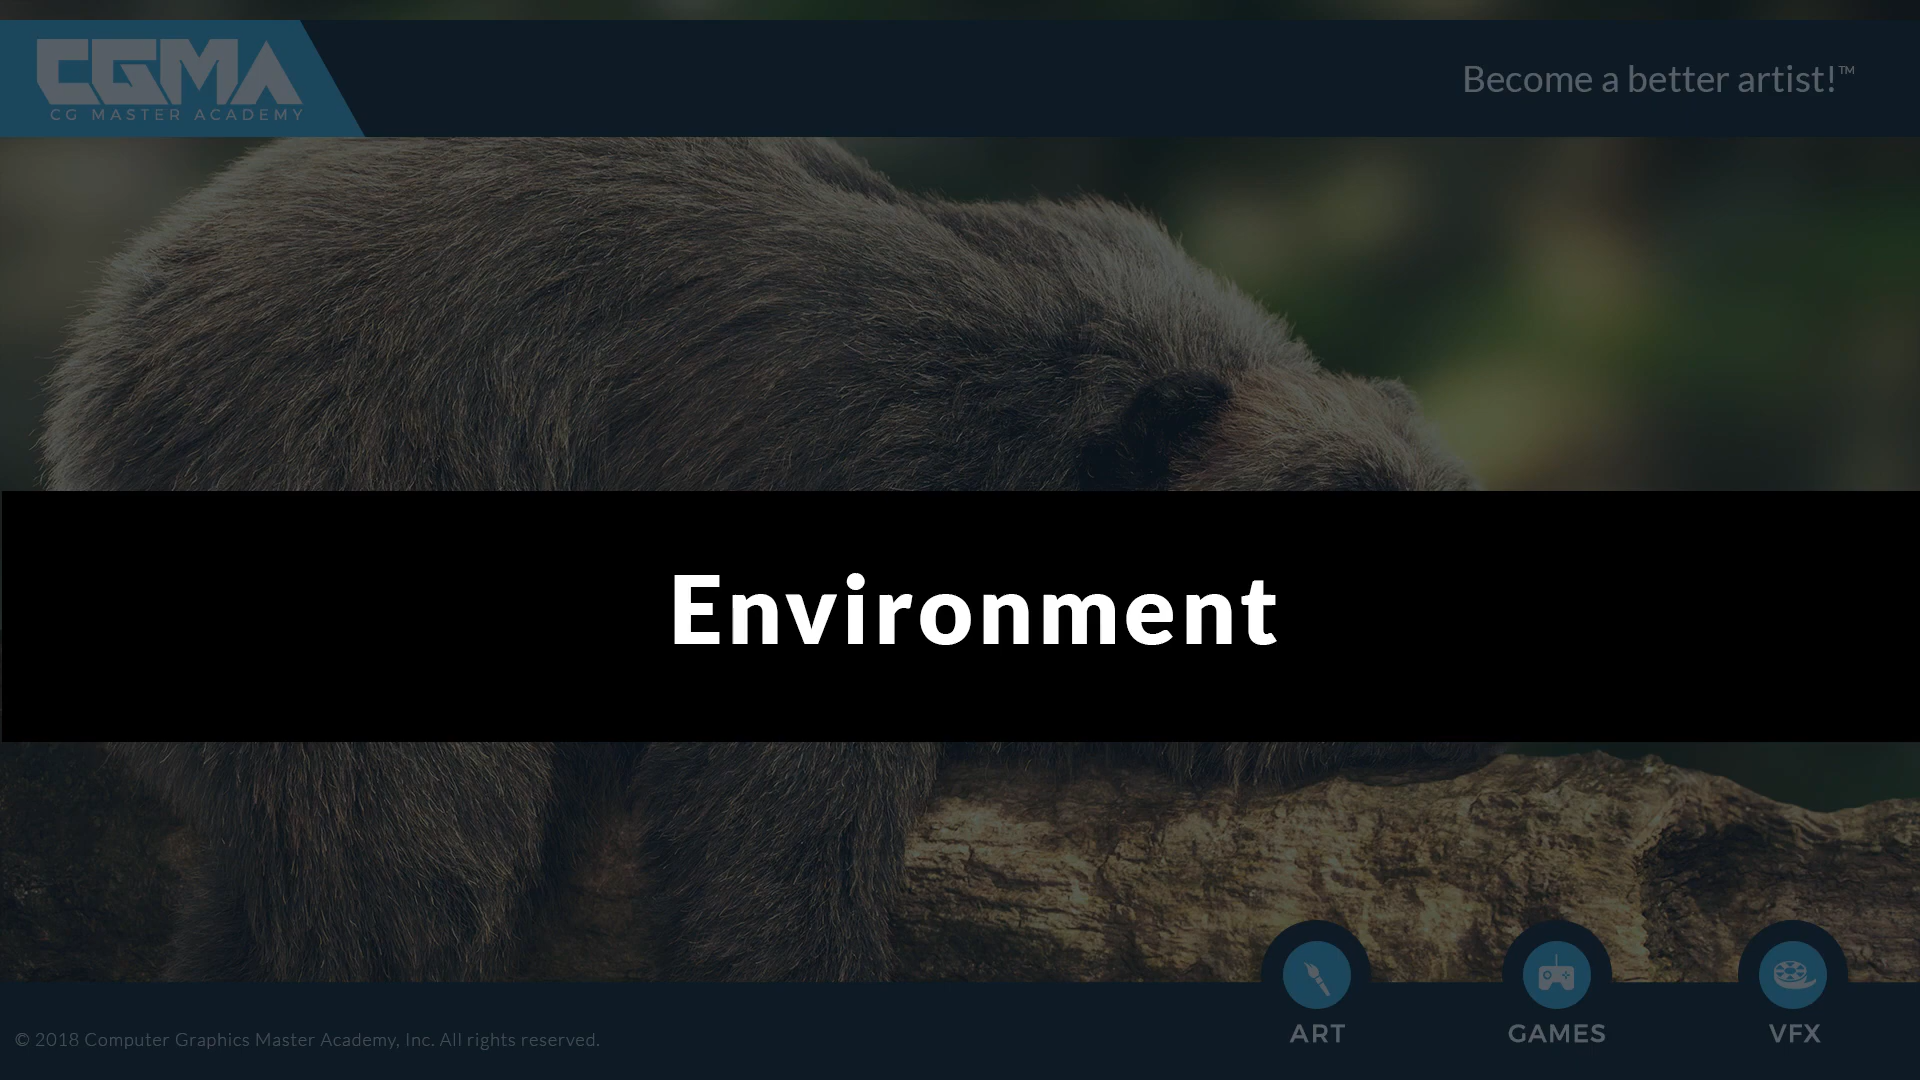 CGMA
CG MASTER ACADEMY
Become a better artist!™
Environment
ART
GAMES
VFX
© 2018 Computer Graphics Master Academy, Inc. All rights reserved.